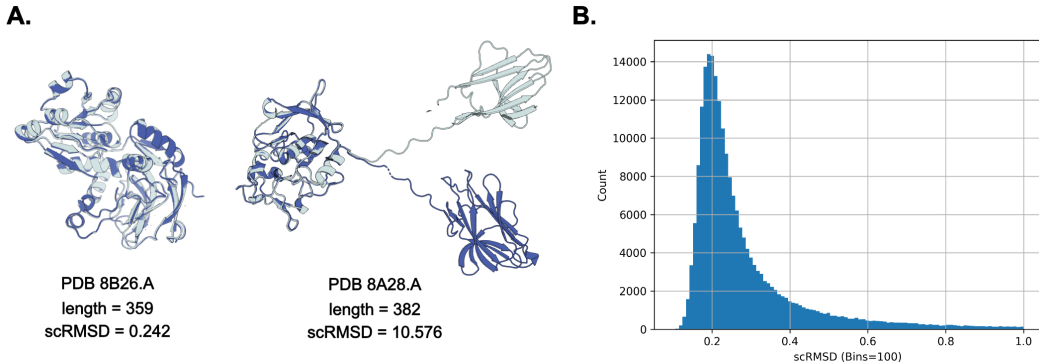 A.
PDB 8B26.A
length = 359
scRMSD = 0.242
PDB 8A28.A
length = 382
scRMSD = 10.576
B.
14000
12000
10000
8000
6000
4000
2000
0
Count
0.2 0.4 0.6 0.8 1.0
scRMSD (Bins=100)